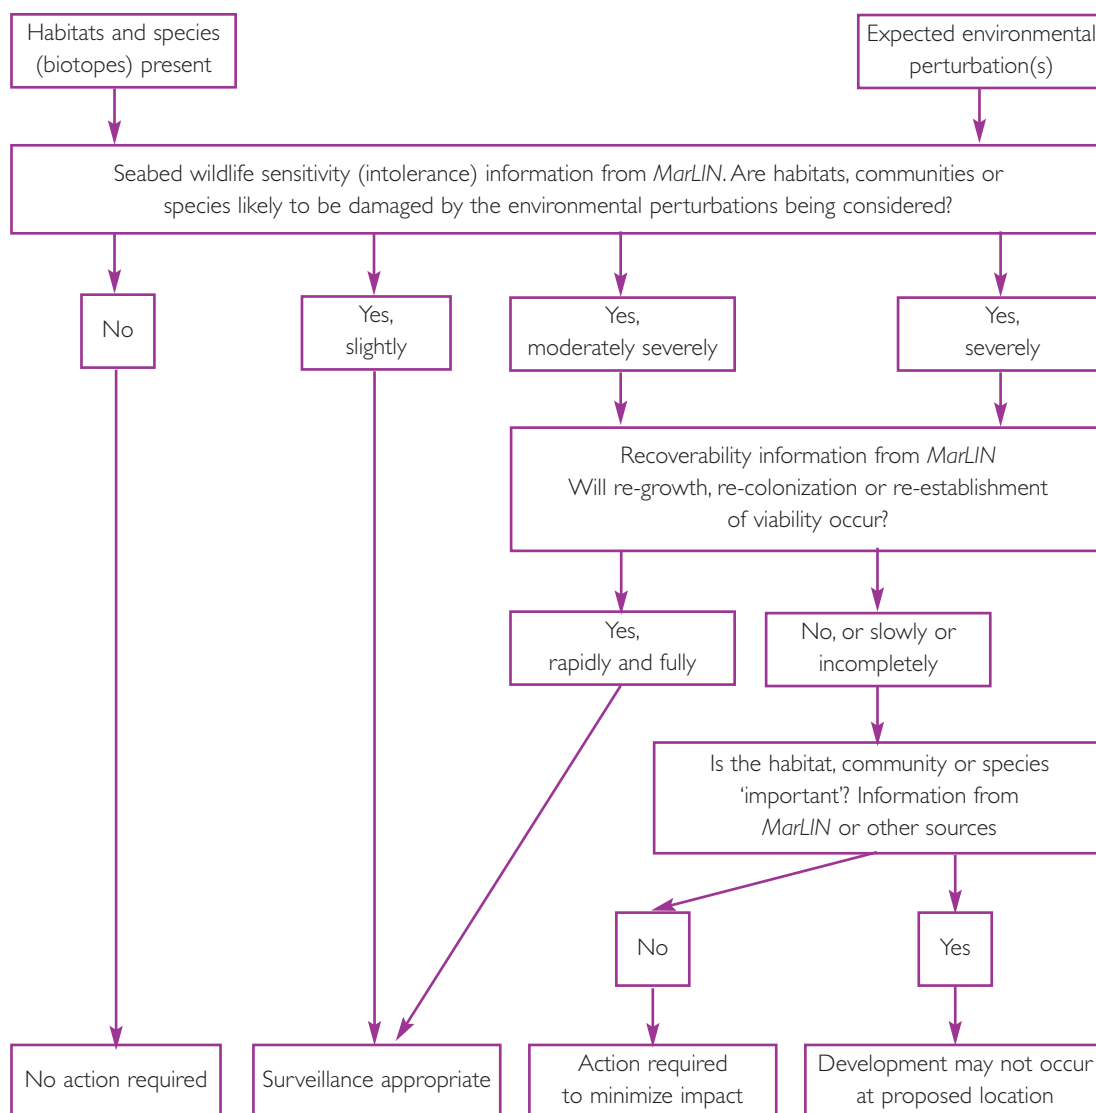 Habitats and species
(biotopes) present
Expected environmental
perturbation(s)
Seabed wildlife sensitivity (intolerance) information from MarLIN. Are habitats, communities or
species likely to be damaged by the environmental perturbations being considered?
No
Yes,
slightly
Yes,
moderately severely
Yes,
severely
Recoverability information from MarLIN
Will re-growth, re-colonization or re-establishment
of viability occur?
Yes,
rapidly and fully
No, or slowly or
incompletely
Is the habitat, community or species
‘important’? Information from
MarLIN or other sources
No
Yes
No action required
Surveillance appropriate
Action required
to minimize impact
Development may not occur
at proposed location